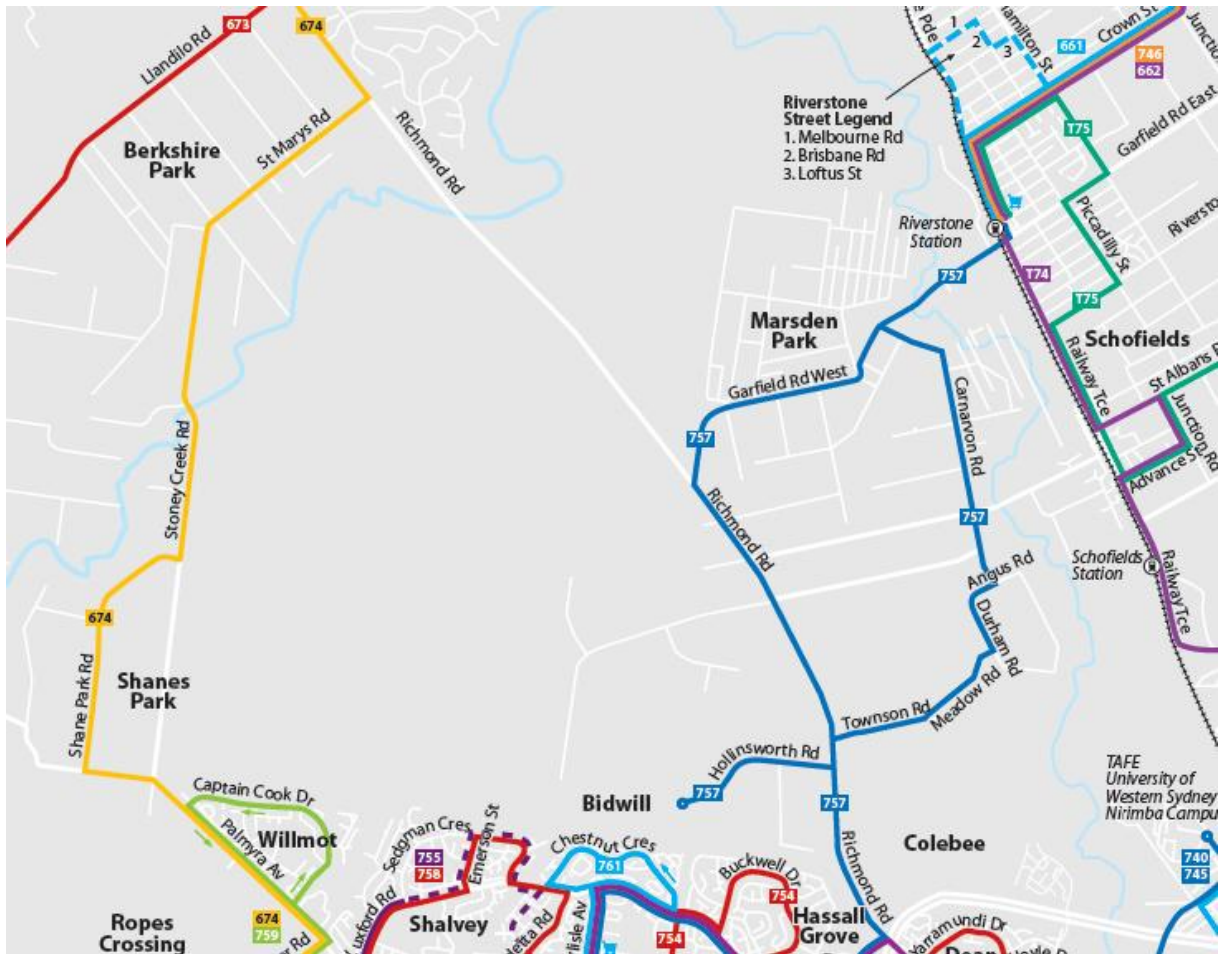 673
674
Llandilo Rd
Berkshire
Park
St Marys Rd
Richmond Rd
Hamilton St
Crown St
1
2
3
661
746
662
Riverstone
Street Legend
1. Melbourne Rd
2. Brisbane Rd
3. Loftus St
T75
Garfield Rd East
Piccadilly St
Riverstone
Station
757
T74
T75
Marsden
Park
Schofields
Garfield Rd West
Railway Tce
St Albans
Junction Rd
Carnarvon Rd
757
Advance St
Stoney Creek Rd
Richmond Rd
757
Angus Rd
Schofields
Station
Railway Tce
Durham Rd
674
Shanes
Park
Shane Park Rd
Townson Rd
Meadow Rd
Hollinsworth Rd
TAFE
University of
Western Sydney
Nirimba Campu
Captain Cook Dr
Bidwill
757
757
Willmot
Palmyra Av
Sedgman Cres
Emerson St
Chestnut Cres
Colebee
Richmond Rd
755
758
761
Buckwell Dr
740
745
Luxford Rd
Shalvey
754
Hassall
Grove
674
759
Ropes
Crossing
754
Yarramundi Dr